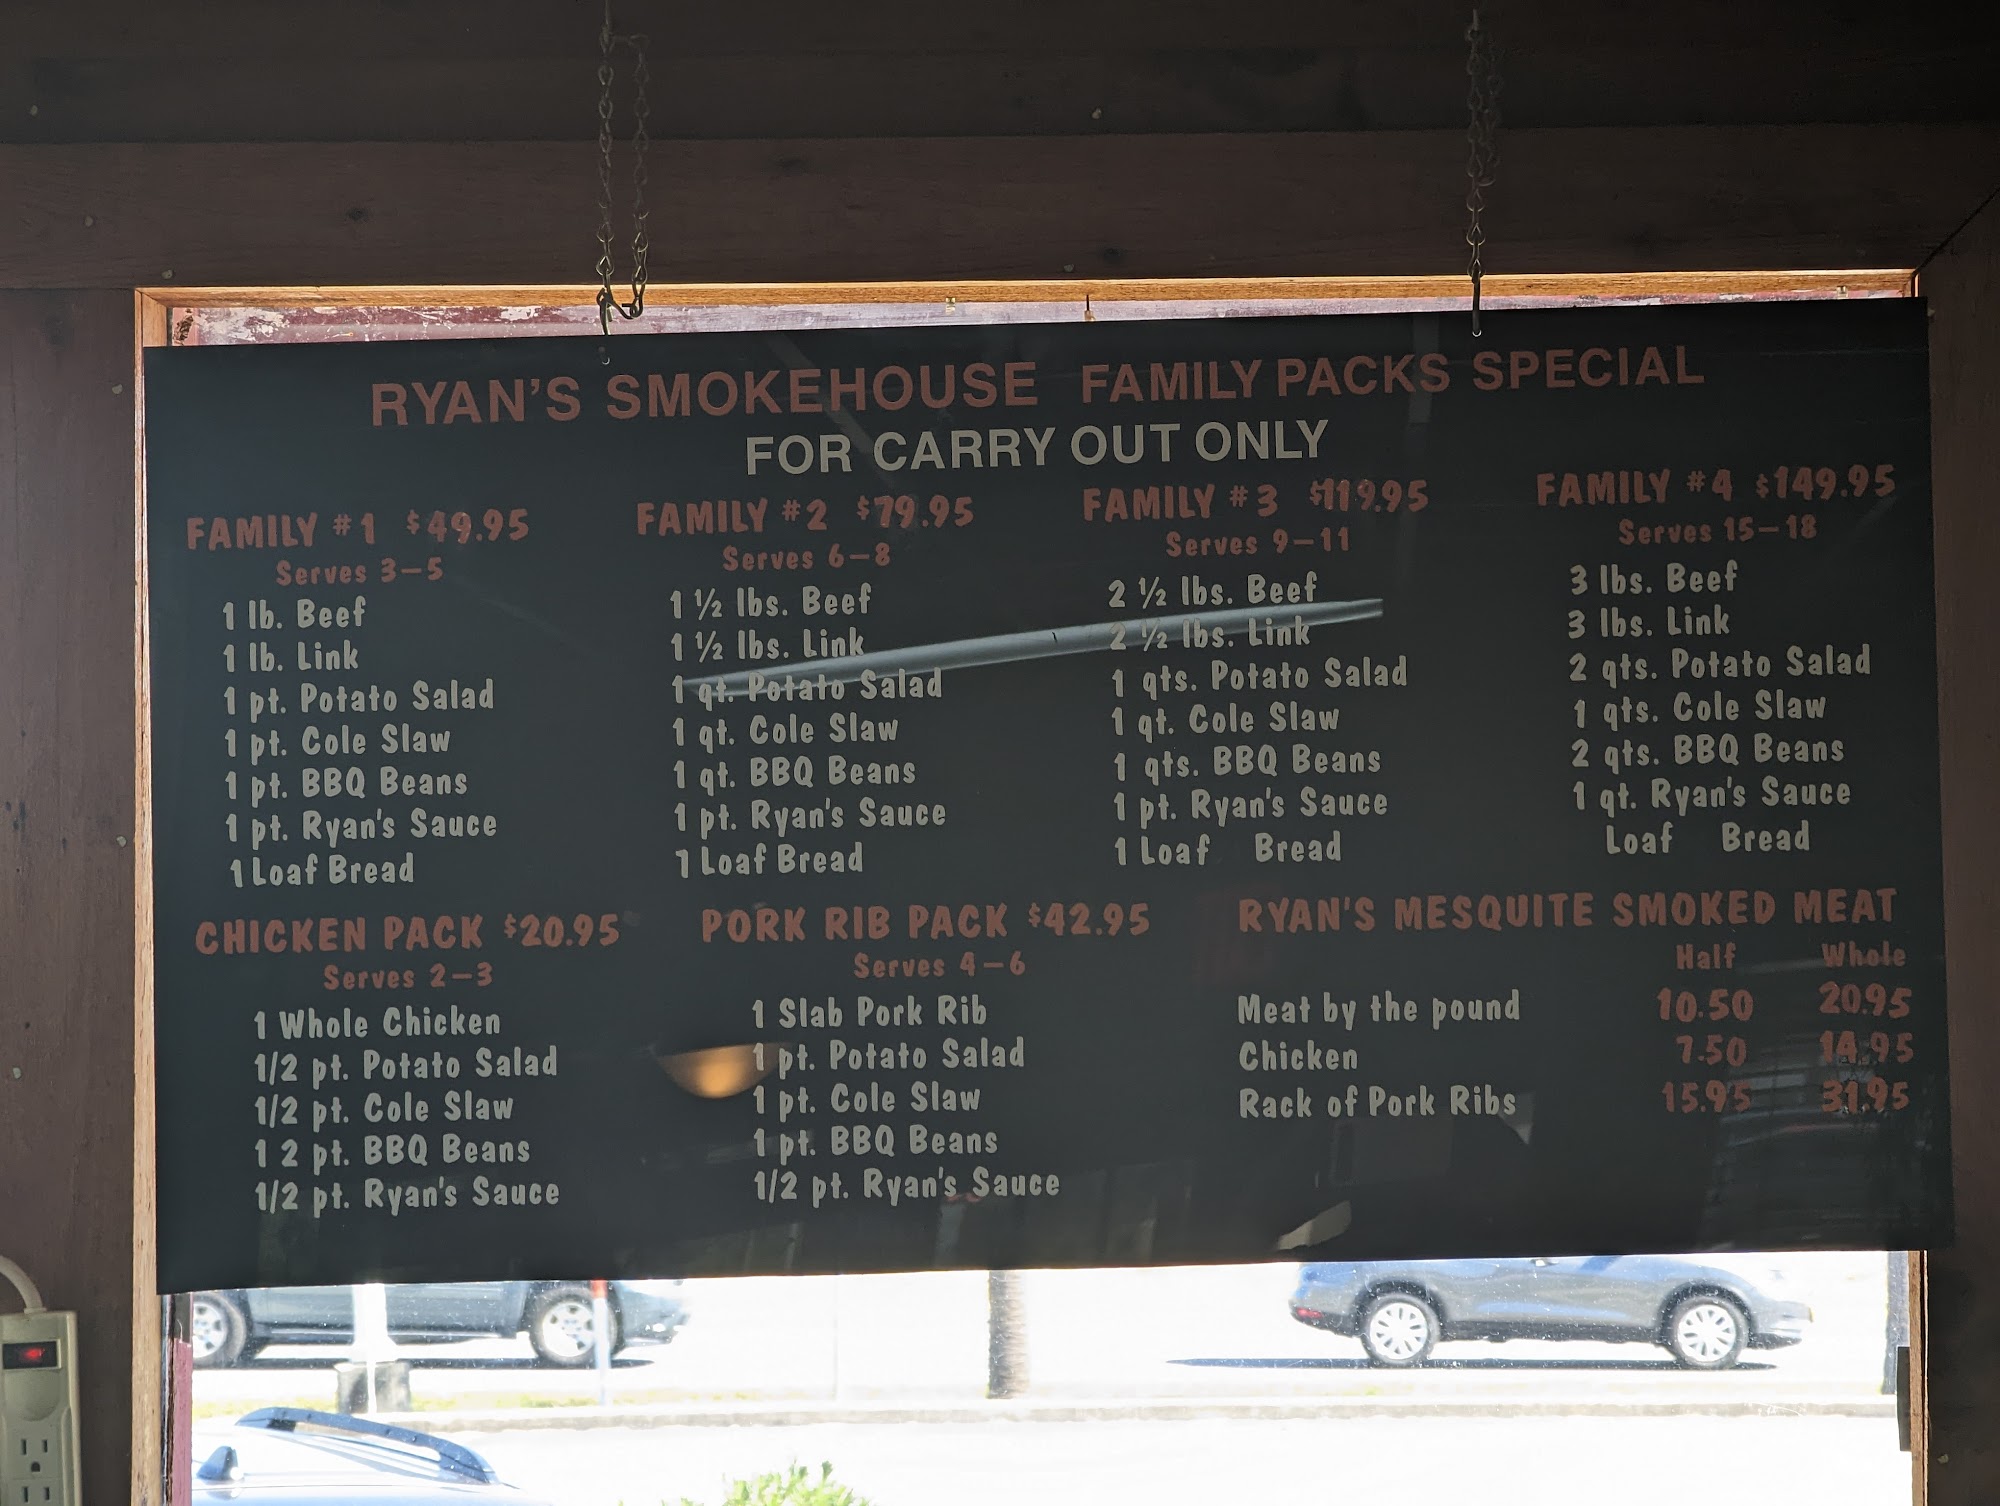 RYAN'S SMOKEHOUSE FAMILY PACKS SPECIAL
FOR CARRY OUT ONLY
FAMILY #1 $49.95
Serves 3–5
1 lb. Beef
1 lb. Link
1 pt. Potato Salad
1 pt. Cole Slaw
1 pt. BBQ Beans
1 pt. Ryan's Sauce
1 Loaf Bread
FAMILY #2 $79.95
Serves 6–8
1 ½ lbs. Beef
1 ½ lbs. Link
1 qt. Potato Salad
1 qt. Cole Slaw
1 qt. BBQ Beans
1 pt. Ryan's Sauce
1 Loaf Bread
FAMILY #3 $119.95
Serves 9–11
2 ½ lbs. Beef
2 ½ lbs. Link
1 qts. Potato Salad
1 qt. Cole Slaw
1 qts. BBQ Beans
1 pt. Ryan's Sauce
1 Loaf Bread
FAMILY #4 $149.95
Serves 15–18
3 lbs. Beef
3 lbs. Link
2 qts. Potato Salad
1 qts. Cole Slaw
2 qts. BBQ Beans
1 qt. Ryan's Sauce
Loaf Bread
CHICKEN PACK $20.95
Serves 2–3
1 Whole Chicken
1/2 pt. Potato Salad
1/2 pt. Cole Slaw
1 2 pt. BBQ Beans
1/2 pt. Ryan's Sauce
PORK RIB PACK $42.95
Serves 4–6
1 Slab Pork Rib
1 pt. Potato Salad
1 pt. Cole Slaw
1 pt. BBQ Beans
1/2 pt. Ryan's Sauce
RYAN'S MESQUITE SMOKED MEAT
Half Whole
Meat by the pound 10.50 20.95
Chicken 7.50 14.95
Rack of Pork Ribs 15.95 31.95